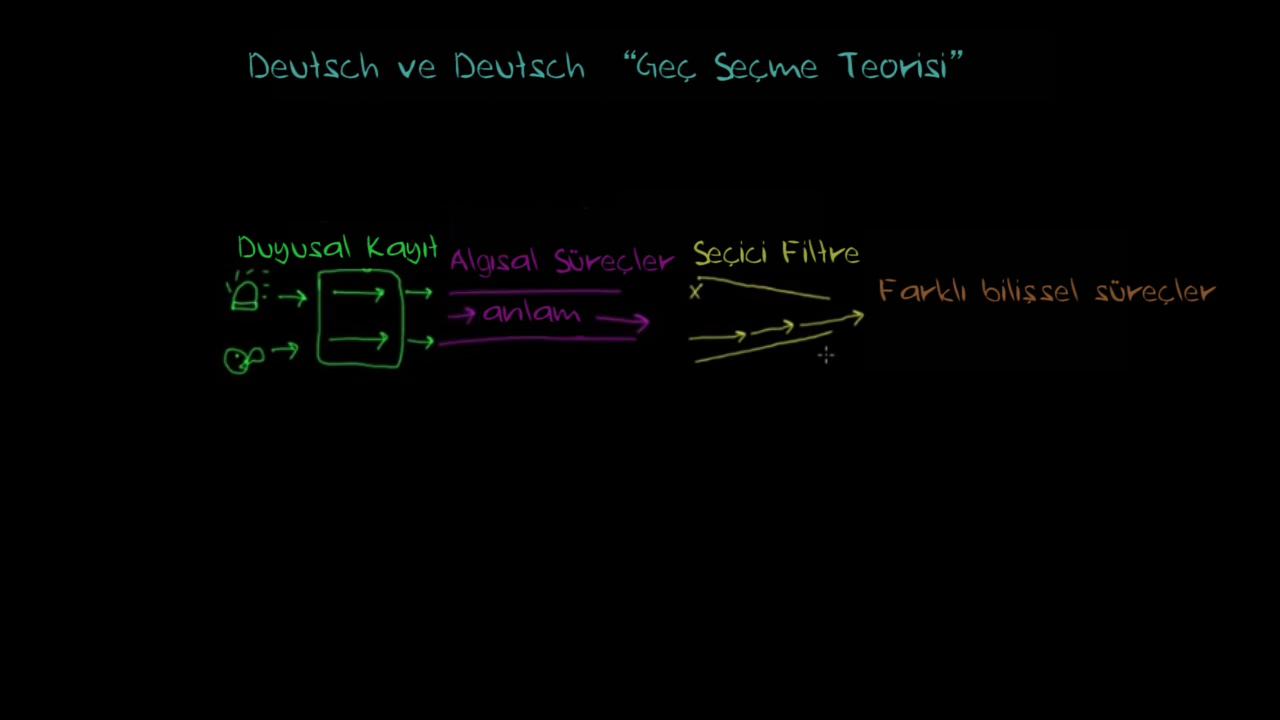 Deutsch ve Deutsch "Geç Seçme Teorisi"
Duyusal Kayıt
Algısal Süreçler
Seçici Filtre
anlam
x
Farklı bilişsel süreçler